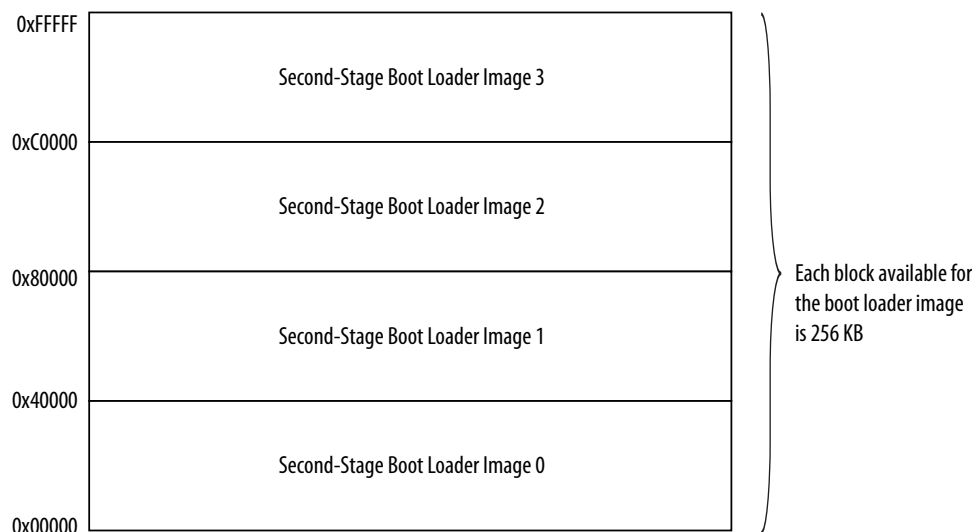 0xFFFFF
Second-Stage Boot Loader Image 3
0xC0000
Second-Stage Boot Loader Image 2
0x80000
Each block available for
the boot loader image
is 256 KB
Second-Stage Boot Loader Image 1
0x40000
Second-Stage Boot Loader Image 0
0x00000